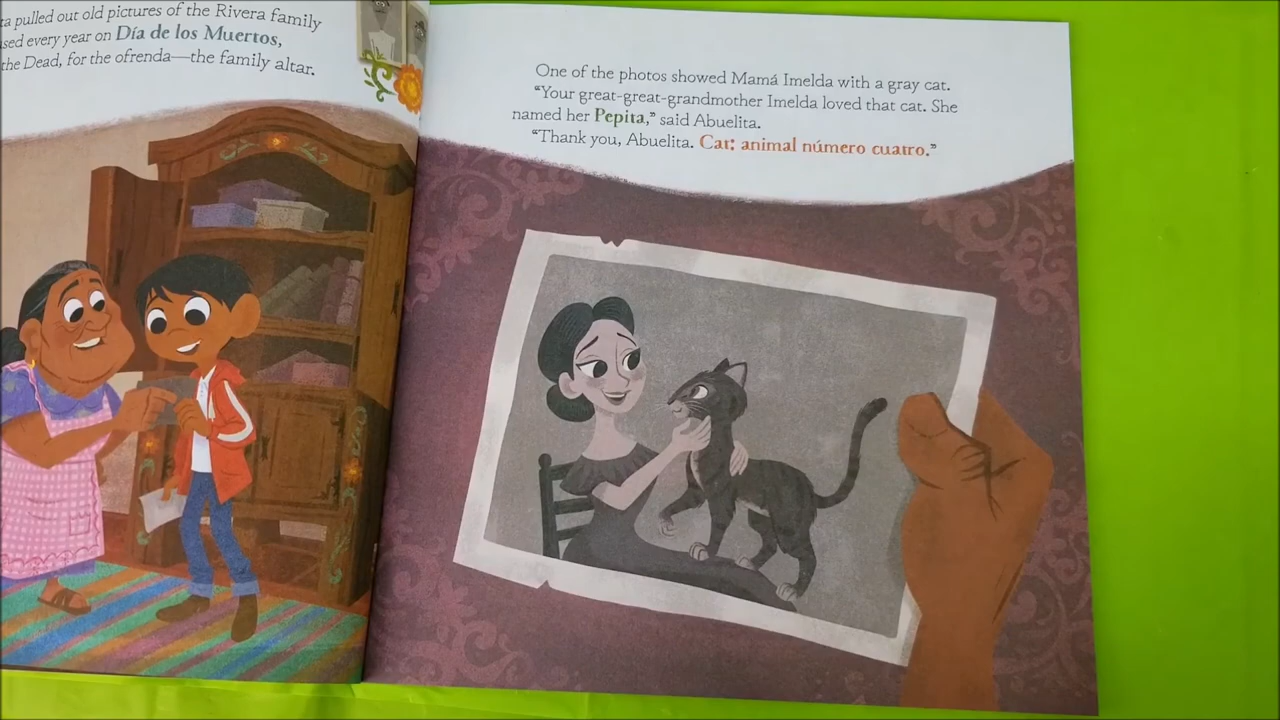 ta pulled out old pictures of the Rivera family
sed every year on Día de los Muertos,
the Dead, for the ofrenda—the family altar.
One of the photos showed Mamá Imelda with a gray cat.
"Your great-great-grandmother Imelda loved that cat. She
named her Pepita," said Abuelita.
"Thank you, Abuelita. Cat: animal número cuatro."